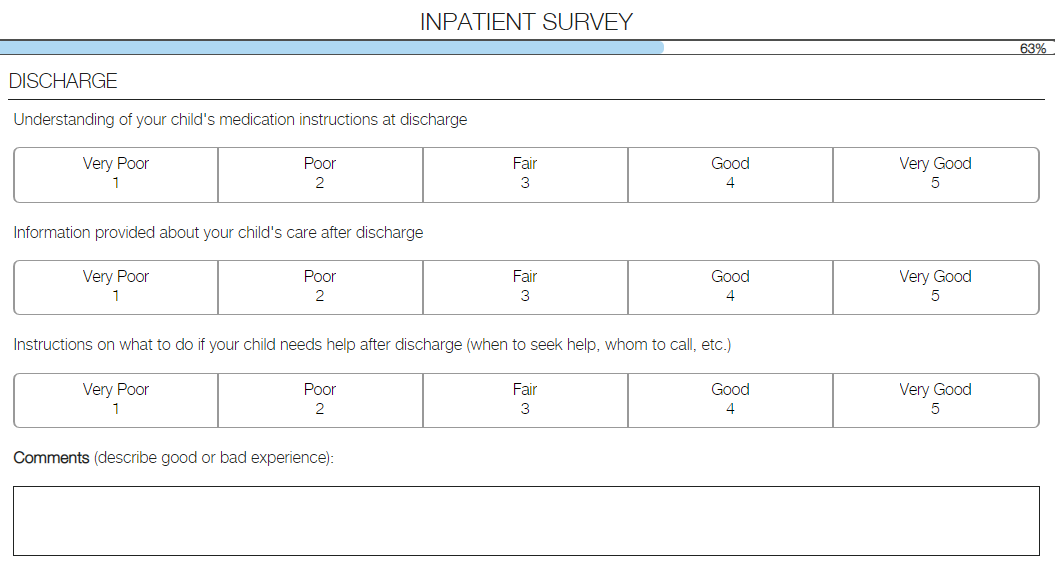 INPATIENT SURVEY
63%
DISCHARGE
Understanding of your child's medication instructions at discharge
Very Poor Poor Fair Good Very Good
1 2 3 4 5
Information provided about your child's care after discharge
Very Poor Poor Fair Good Very Good
1 2 3 4 5
Instructions on what to do if your child needs help after discharge (when to seek help, whom to call, etc.)
Very Poor Poor Fair Good Very Good
1 2 3 4 5
Comments (describe good or bad experience):